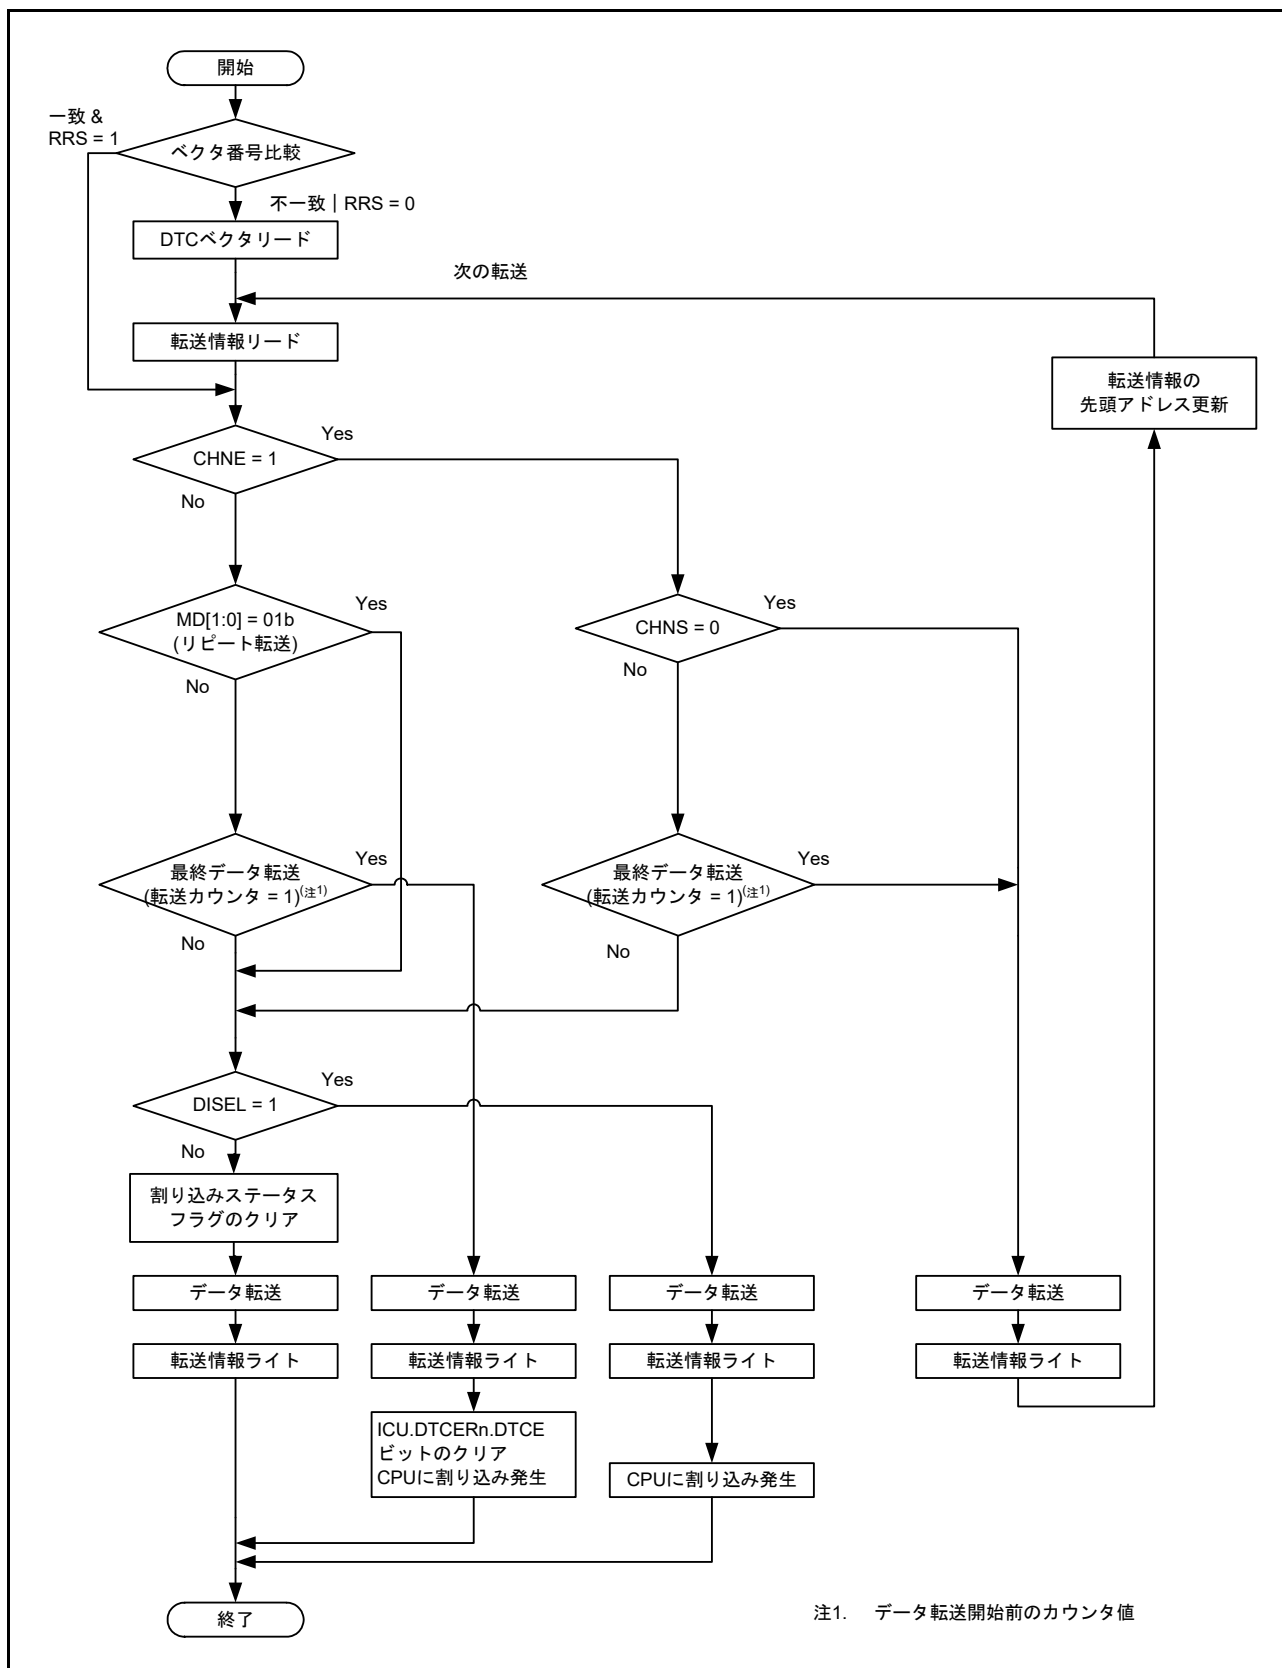 開始
一致 &
RRS = 1
ベクタ番号比較
不一致 | RRS = 0
DTCベクタリード
次の転送
転送情報リード
転送情報の
先頭アドレス更新
Yes
CHNE = 1
No
MD[1:0] = 01b
(リピート転送)
Yes
No
CHNS = 0
Yes
No
最終データ転送
(転送カウンタ = 1)(注1)
Yes
No
最終データ転送
(転送カウンタ = 1)(注1)
Yes
No
DISEL = 1
Yes
No
割り込みステータス
フラグのクリア
データ転送
データ転送
データ転送
データ転送
転送情報ライト
転送情報ライト
転送情報ライト
転送情報ライト
ICU.DTCERn.DTCE
ビットのクリア
CPUに割り込み発生
CPUに割り込み発生
終了
注1. データ転送開始前のカウンタ値